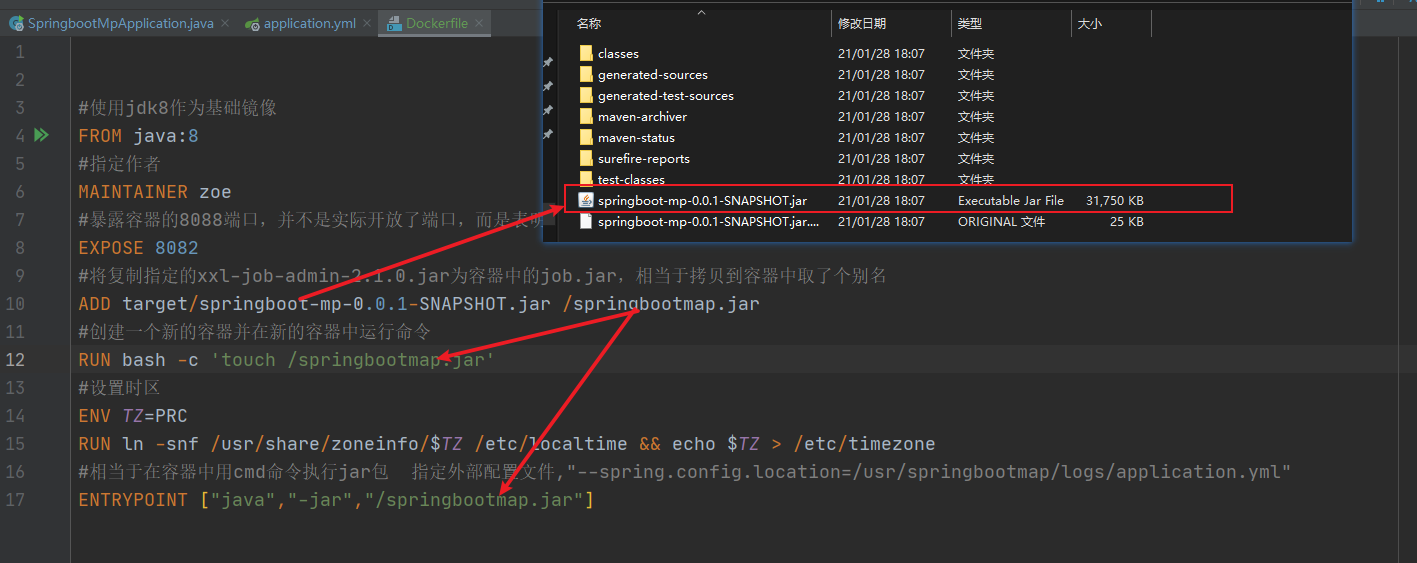 SpringbootMpApplication.java
application.yml
Dockerfile
名称 修改日期 类型 大小
classes 21/01/28 18:07 文件夹
generated-sources 21/01/28 18:07 文件夹
generated-test-sources 21/01/28 18:07 文件夹
maven-archiver 21/01/28 18:07 文件夹
maven-status 21/01/28 18:07 文件夹
surefire-reports 21/01/28 18:07 文件夹
test-classes 21/01/28 18:07 文件夹
springboot-mp-0.0.1-SNAPSHOT.jar 21/01/28 18:07 Executable Jar File 31,750 KB
springboot-mp-0.0.1-SNAPSHOT.jar.... 21/01/28 18:07 ORIGINAL 文件 25 KB
1
2
3 #使用jdk8作为基础镜像
4 FROM java:8
5 #指定作者
6 MAINTAINER zoe
7 #暴露容器的8088端口，并不是实际开放了端口，而是表明
8 EXPOSE 8082
9 #将复制指定的xxl-job-admin-2.1.0.jar为容器中的job.jar，相当于拷贝到容器中取了个别名
10 ADD target/springboot-mp-0.0.1-SNAPSHOT.jar /springbootmap.jar
11 #创建一个新的容器并在新的容器中运行命令
12 RUN bash -c 'touch /springbootmap.jar'
13 #设置时区
14 ENV TZ=PRC
15 RUN ln -snf /usr/share/zoneinfo/$TZ /etc/localtime && echo $TZ > /etc/timezone
16 #相当于在容器中用cmd命令执行jar包  指定外部配置文件,"--spring.config.location=/usr/springbootmap/logs/application.yml"
17 ENTRYPOINT ["java","-jar","/springbootmap.jar"]